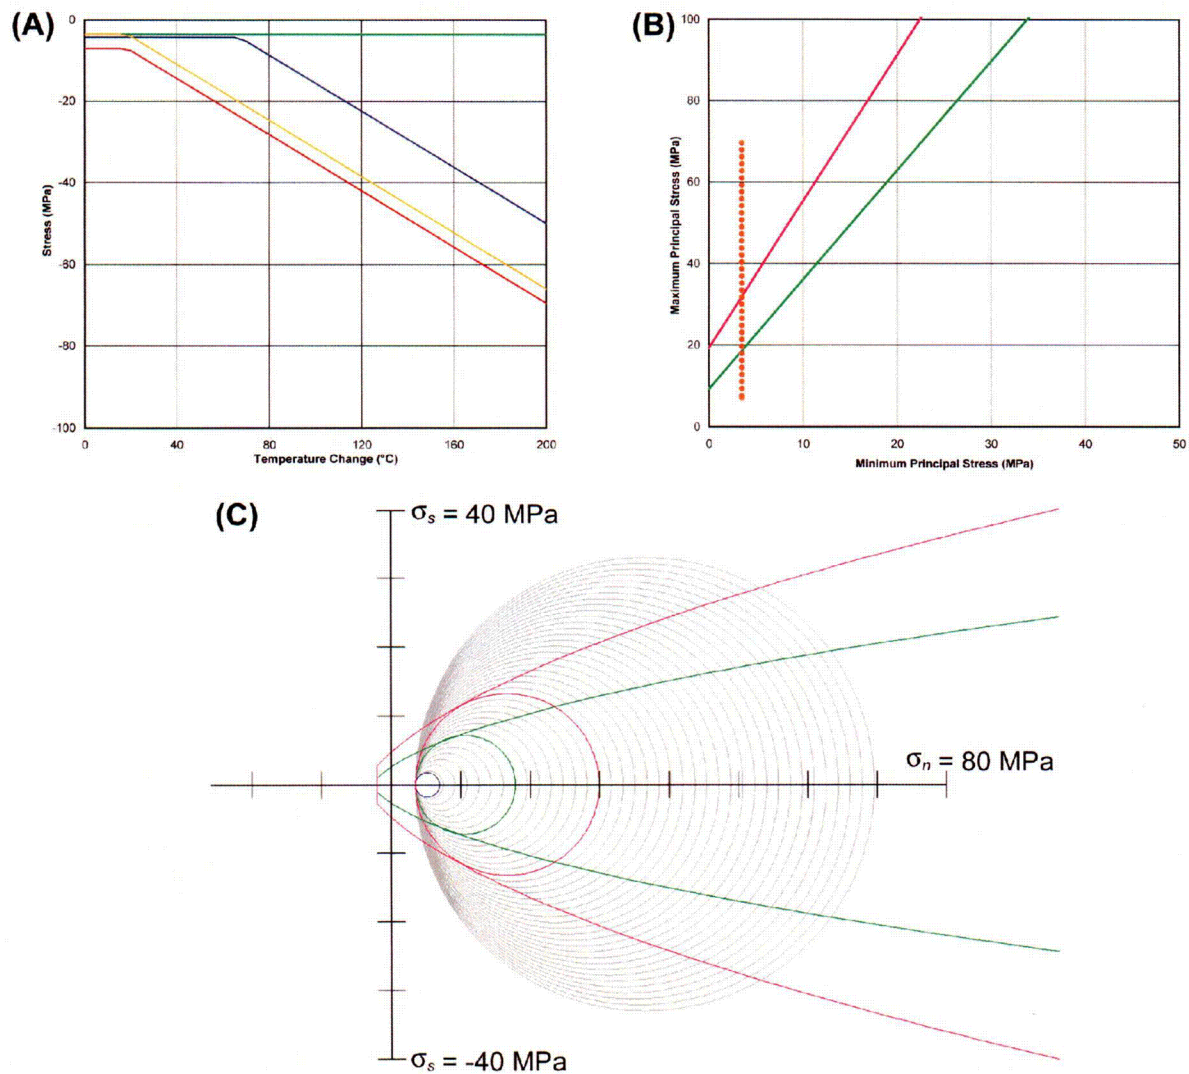 (A)
0
-20
-40
-60
-80
-100
Stress (MPa)
0 40 80 120 160 200
Temperature Change (°C)
(B)
100
80
60
40
20
0
Maximum Principal Stress (MPa)
0 10 20 30 40 50
Minimum Principal Stress (MPa)
(C)
σs = 40 MPa
σn = 80 MPa
σs = -40 MPa